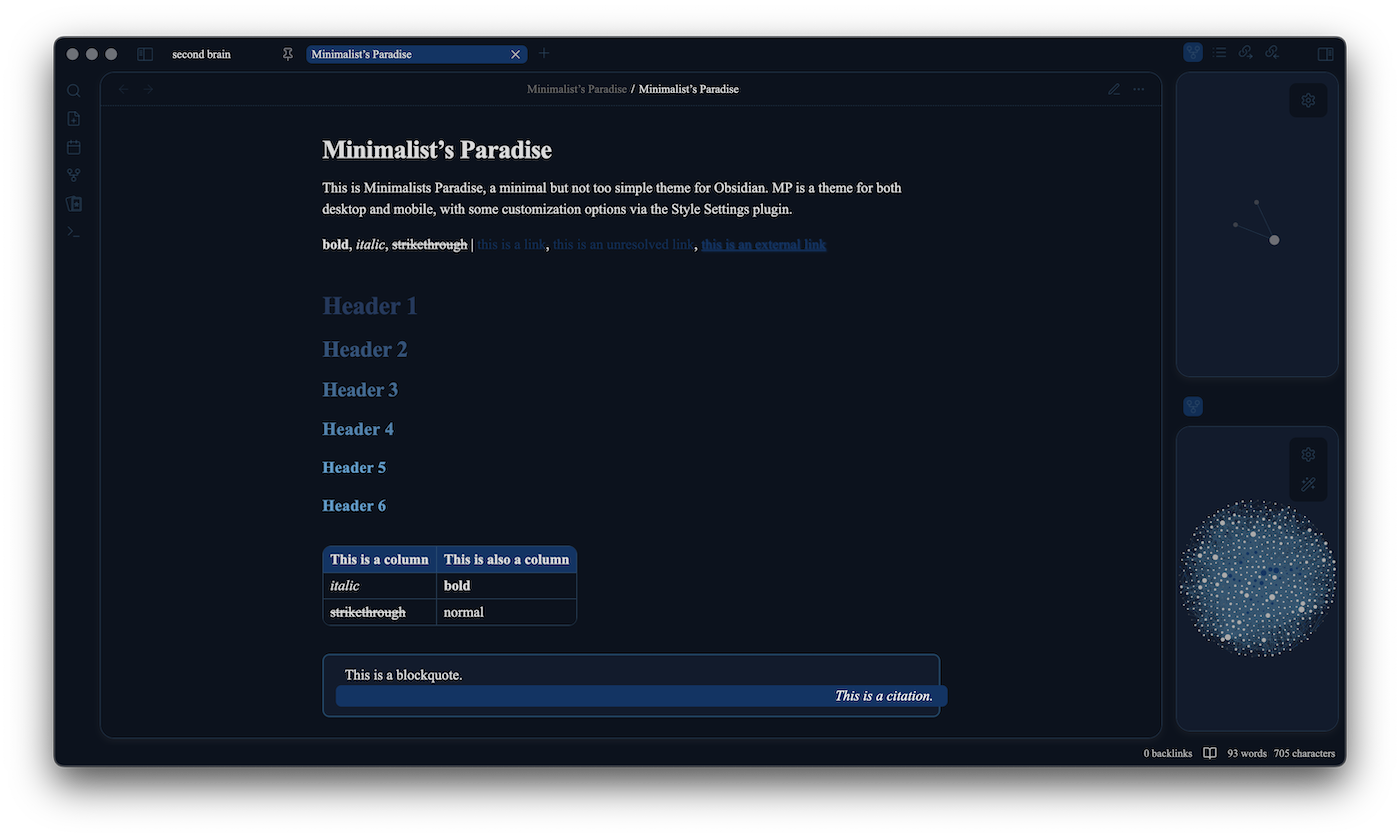 second brain
Minimalist’s Paradise
Minimalist’s Paradise / Minimalist’s Paradise
Minimalist’s Paradise
This is Minimalists Paradise, a minimal but not too simple theme for Obsidian. MP is a theme for both
desktop and mobile, with some customization options via the Style Settings plugin.
bold, italic, strikethrough | this is a link, this is an unresolved link, this is an external link
Header 1
Header 2
Header 3
Header 4
Header 5
Header 6
This is a column This is also a column
italic bold
strikethrough normal
This is a blockquote.
This is a citation.
0 backlinks 93 words 705 characters